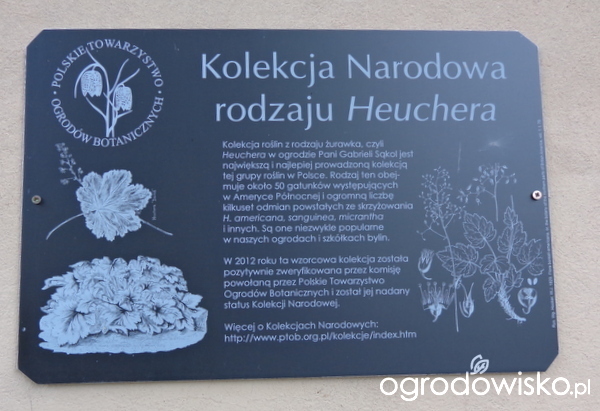 POLSKIE TOWARZYSTWO
OGRODÓW BOTANICZNYCH
Kolekcja Narodowa
rodzaju Heuchera
Kolekcja roślin z rodzaju żurawka, czyli
Heuchera w ogrodzie Pani Gabrieli Sąkol jest
największą i najlepiej prowadzoną kolekcją
tej grupy roślin w Polsce. Rodzaj ten obej-
muje około 50 gatunków występujących
w Ameryce Północnej i ogromną liczbę
kilkuset odmian powstałych ze skrzyżowania
H. americana, sanguinea, micrantha
i innych. Są one niezwykle popularne
w naszych ogrodach i szkółkach bylin.
W 2012 roku ta wzorcowa kolekcja została
pozytywnie zweryfikowana przez komisję
powołaną przez Polskie Towarzystwo
Ogrodów Botanicznych i został jej nadany
status Kolekcji Narodowej.
Więcej o Kolekcjach Narodowych:
http://www.ptob.org.pl/kolekcje/index.htm
ogrodowisko.pl